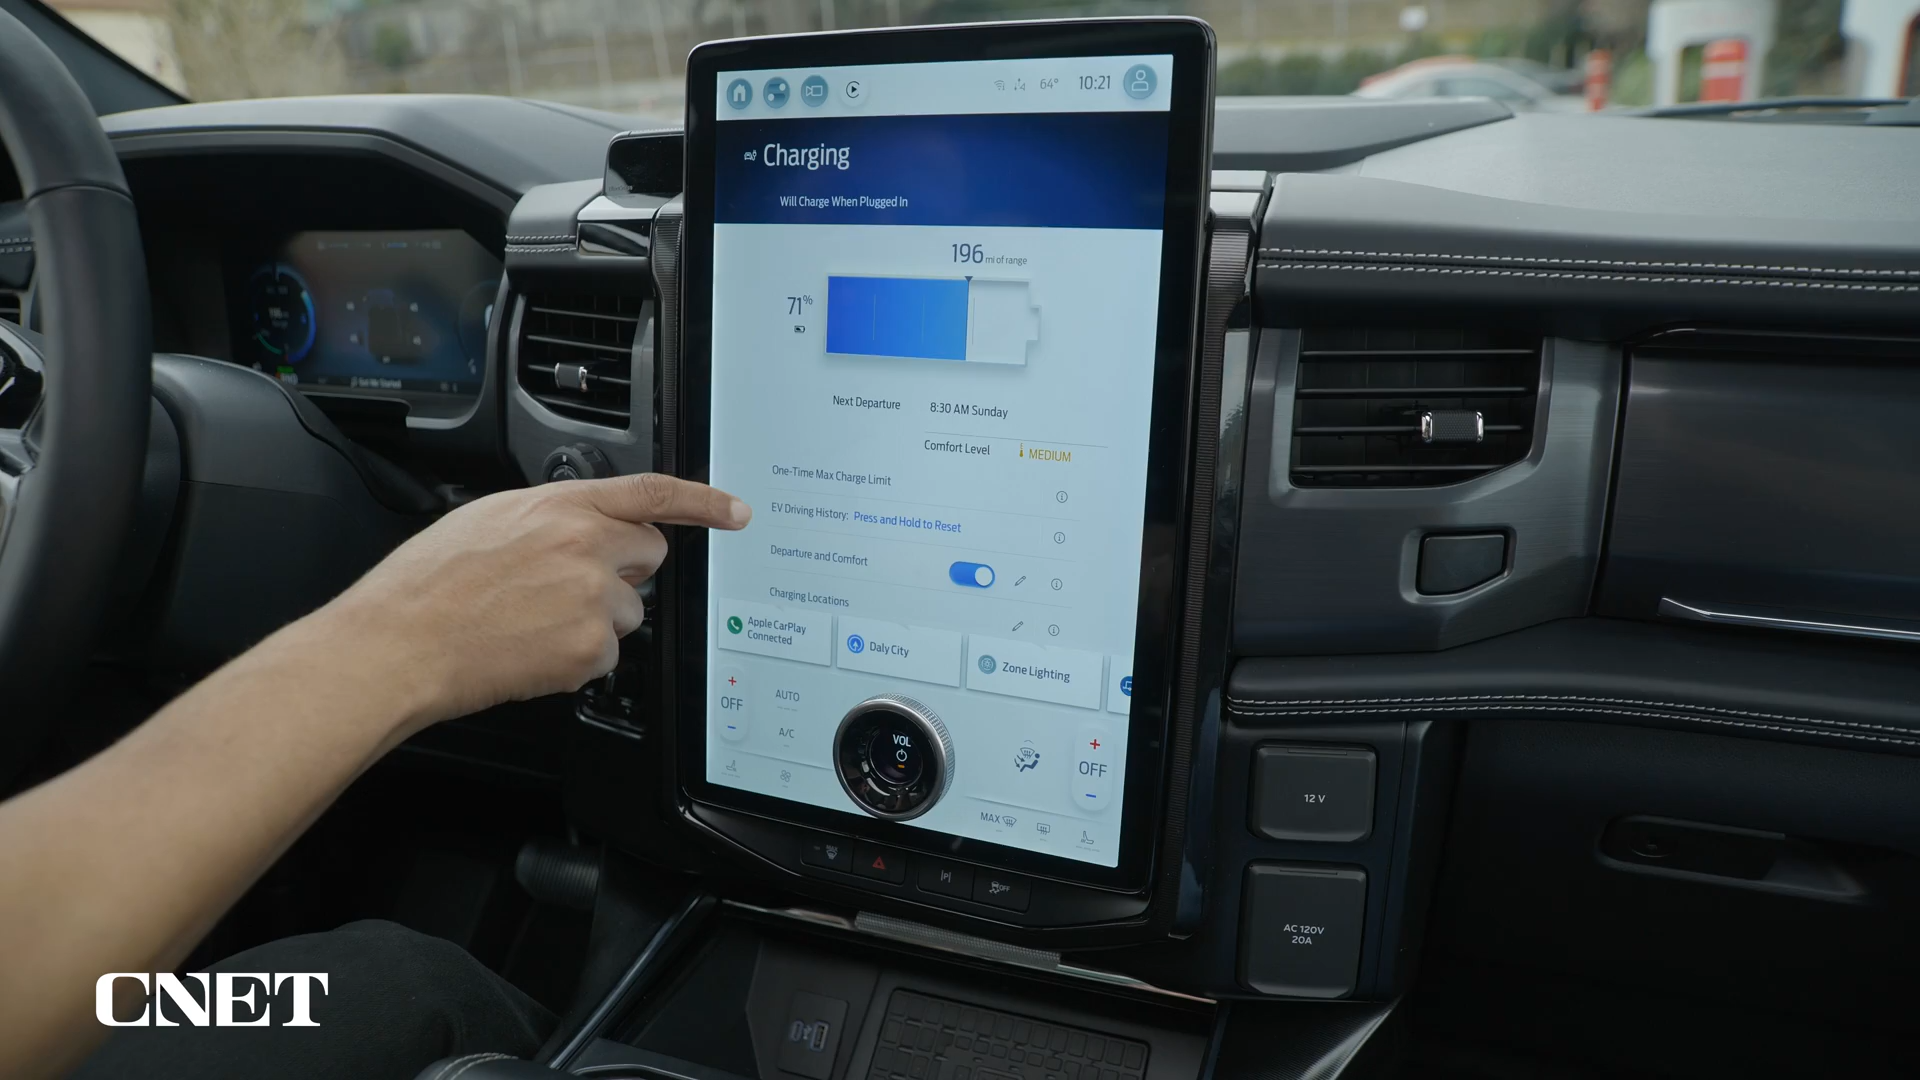 64°
10:21
Charging
Will Charge When Plugged In
196 mi of range
71%
Next Departure
8:30 AM Sunday
Comfort Level
MEDIUM
One-Time Max Charge Limit
EV Driving History: Press and Hold to Reset
Departure and Comfort
Charging Locations
Apple CarPlay
Connected
Daly City
Zone Lighting
OFF
AUTO
A/C
VOL
OFF
MAX
MAX
OFF
12 V
AC 120V
20A
CNET